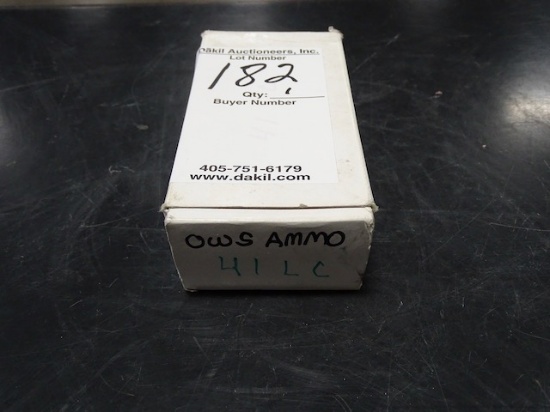 Dakil Auctioneers, Inc.
Lot Number
182
Qty: 1
Buyer Number
405-751-6179
www.dakil.com
OWS AMMO
41 LC